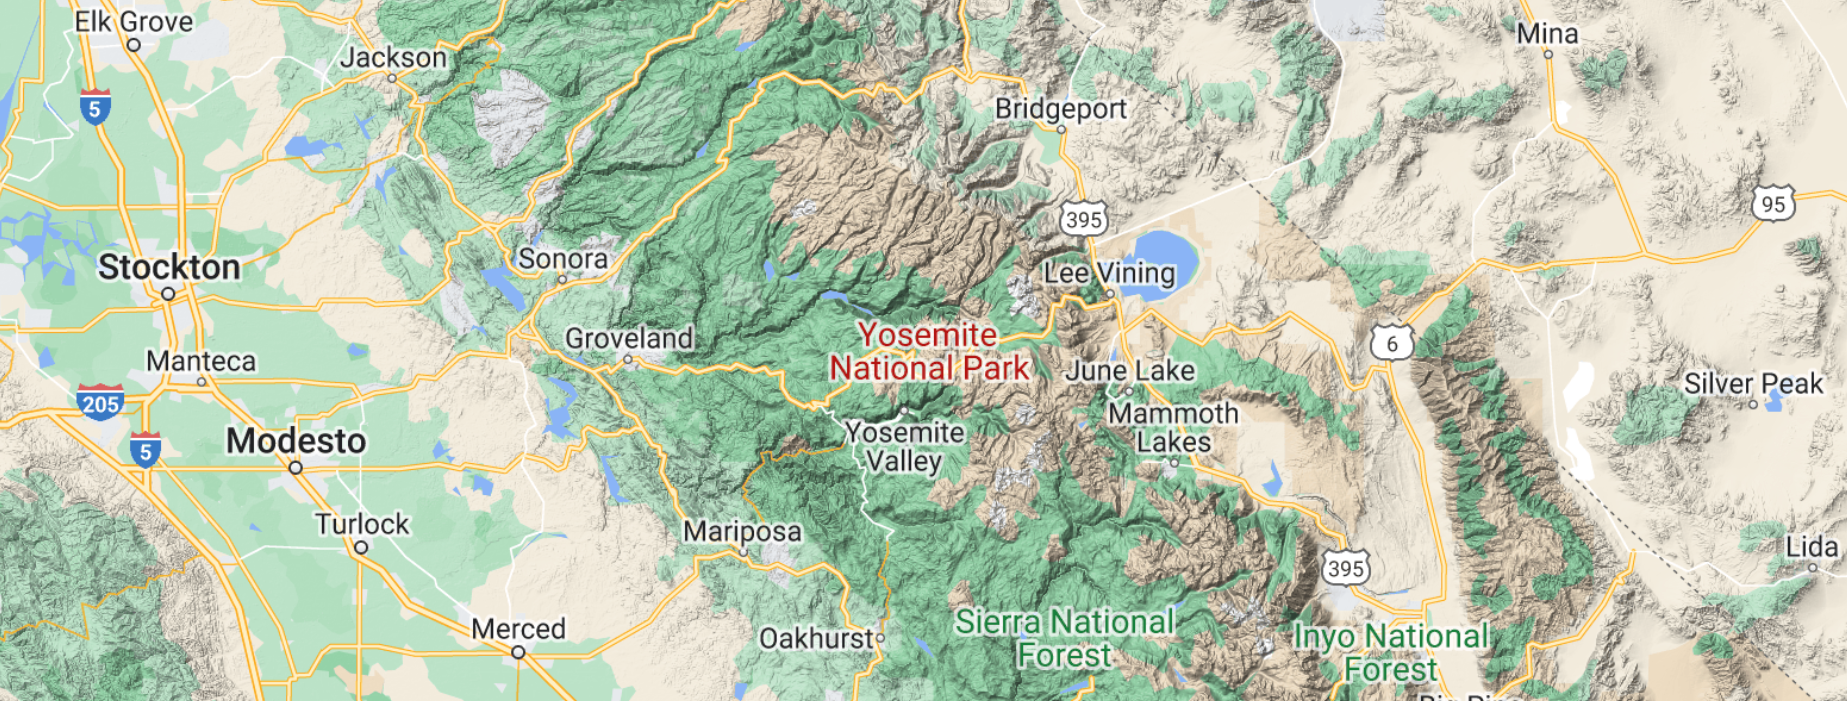 Elk Grove
Mina
Jackson
5
Bridgeport
95
395
Sonora
Stockton
Lee Vining
Groveland
Yosemite
National Park
6
Manteca
June Lake
Silver Peak
205
Mammoth
Lakes
Modesto
5
Yosemite
Valley
Turlock
Mariposa
Lida
395
Merced
Oakhurst
Sierra National
Forest
Inyo National
Forest